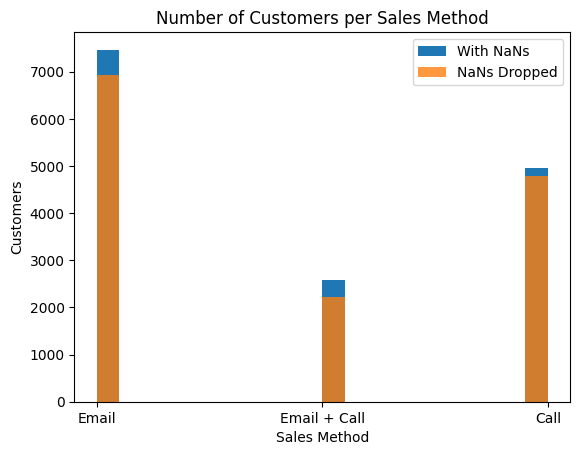 Number of Customers per Sales Method
With NaNs
NaNs Dropped
Customers
7000
6000
5000
4000
3000
2000
1000
0
Email
Email + Call
Call
Sales Method